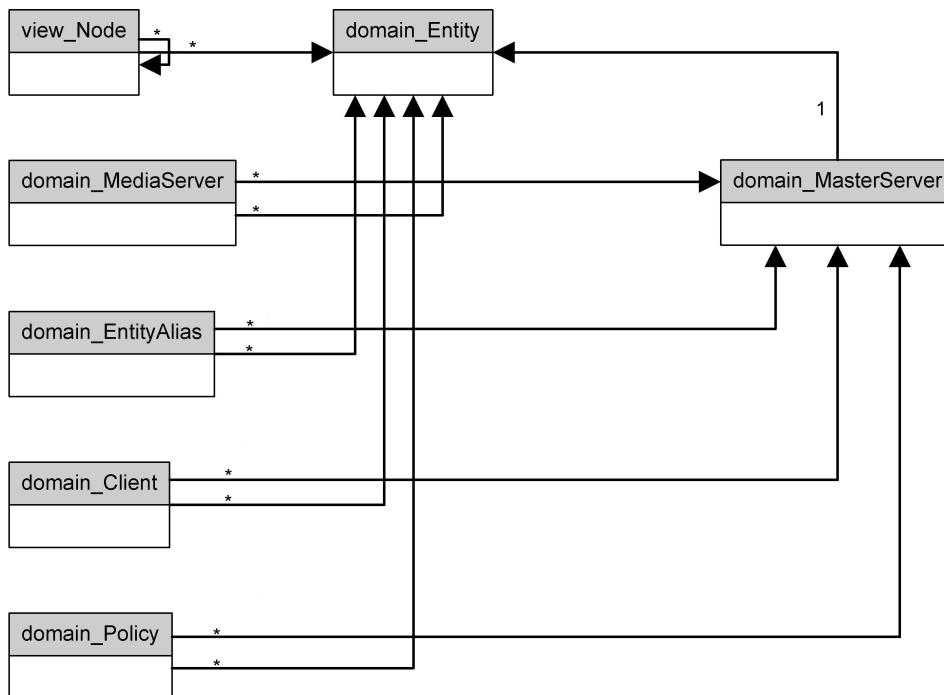 view_Node
*
*
domain_Entity
1
domain_MediaServer
*
*
domain_MasterServer
domain_EntityAlias
*
*
domain_Client
*
*
domain_Policy
*
*